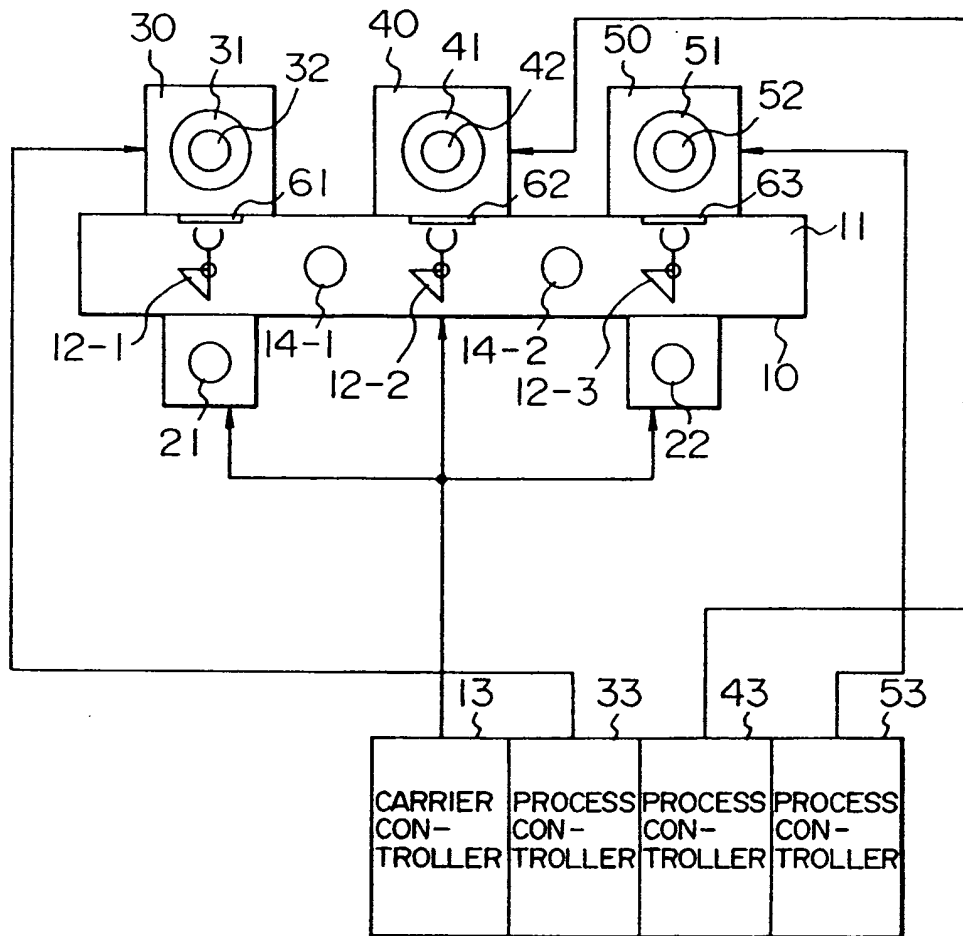 30 31 32 40 41 42 50 51 52
61 62 63
11
12-1 14-1 12-2 14-2 12-3 10
21 22
13 33 43 53
CARRIER
CON-
TROLLER
PROCESS
CON-
TROLLER
PROCESS
CON-
TROLLER
PROCESS
CON-
TROLLER